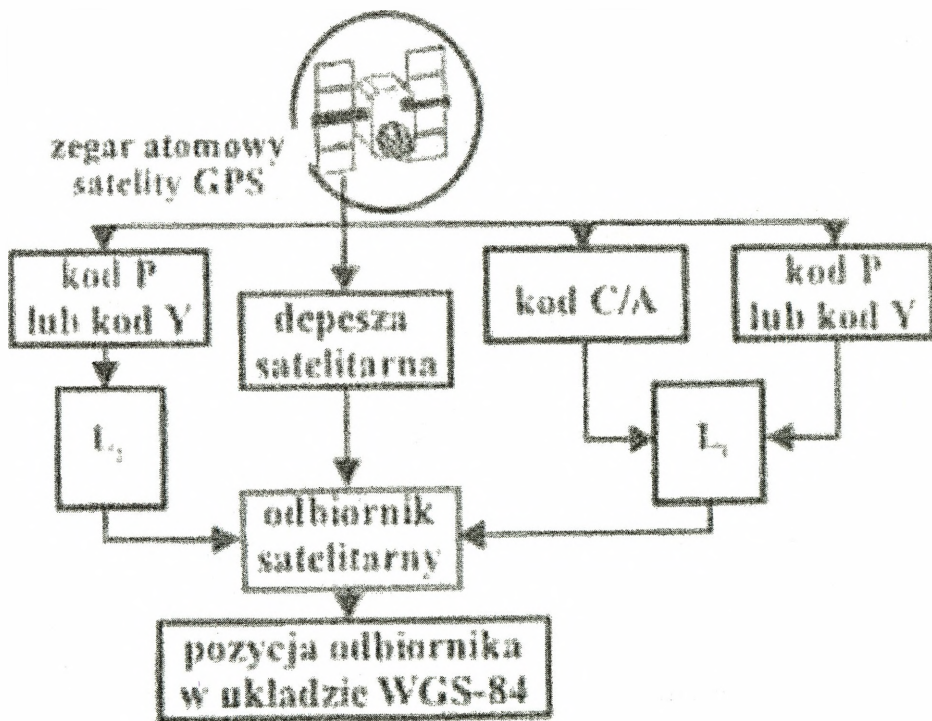 zegar atomowy
satelity GPS
kod P
lub kod Y
depesza
satelitarna
kod C/A
kod P
lub kod Y
L₂
L₁
odbiornik
satelitarny
pozycja odbiornika
w układzie WGS-84